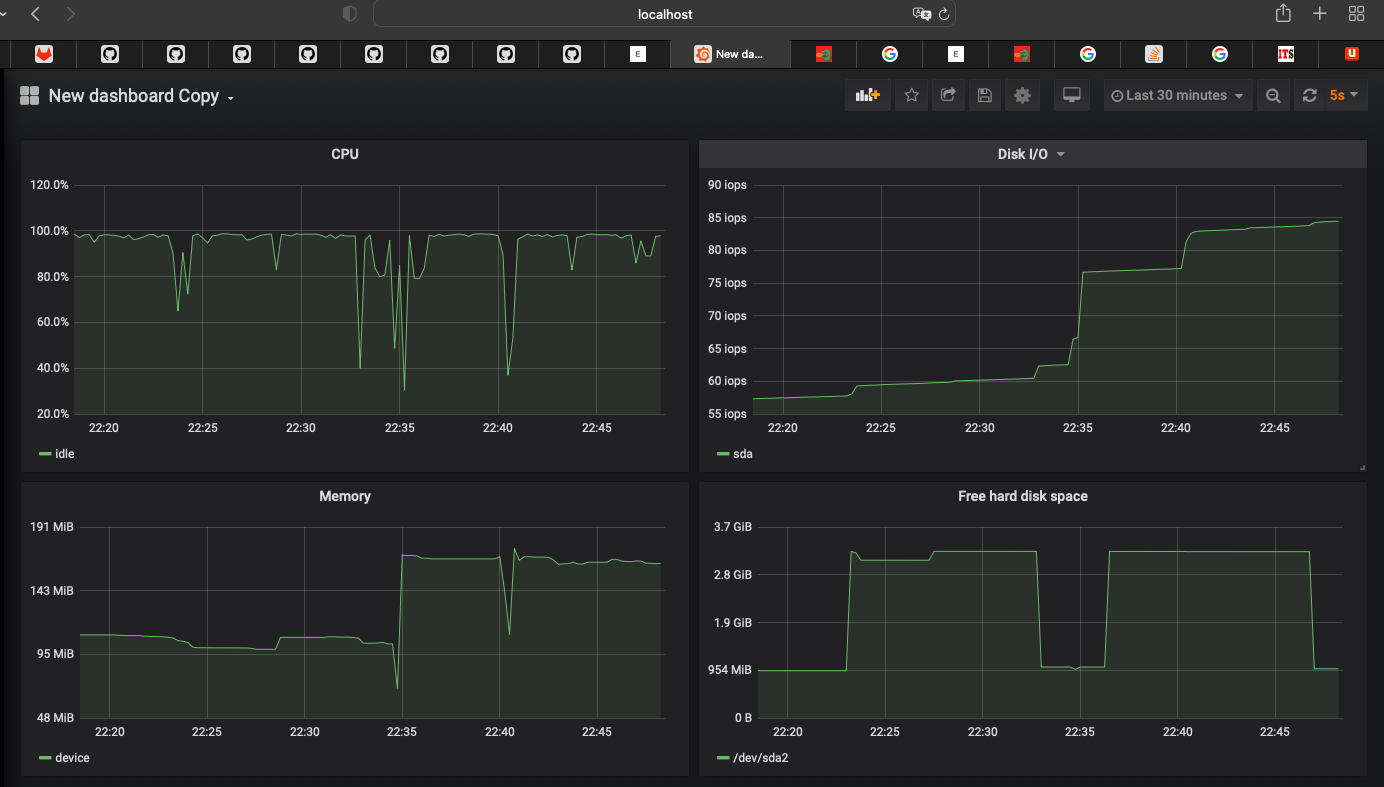 localhost
E
New da...
E
ITS
New dashboard Copy
Last 30 minutes
5s
CPU
120.0%
100.0%
80.0%
60.0%
40.0%
20.0%
22:20 22:25 22:30 22:35 22:40 22:45
idle
Disk I/O
90 iops
85 iops
80 iops
75 iops
70 iops
65 iops
60 iops
55 iops
22:20 22:25 22:30 22:35 22:40 22:45
sda
Memory
191 MiB
143 MiB
95 MiB
48 MiB
22:20 22:25 22:30 22:35 22:40 22:45
device
Free hard disk space
3.7 GiB
2.8 GiB
1.9 GiB
954 MiB
0 B
22:20 22:25 22:30 22:35 22:40 22:45
/dev/sda2